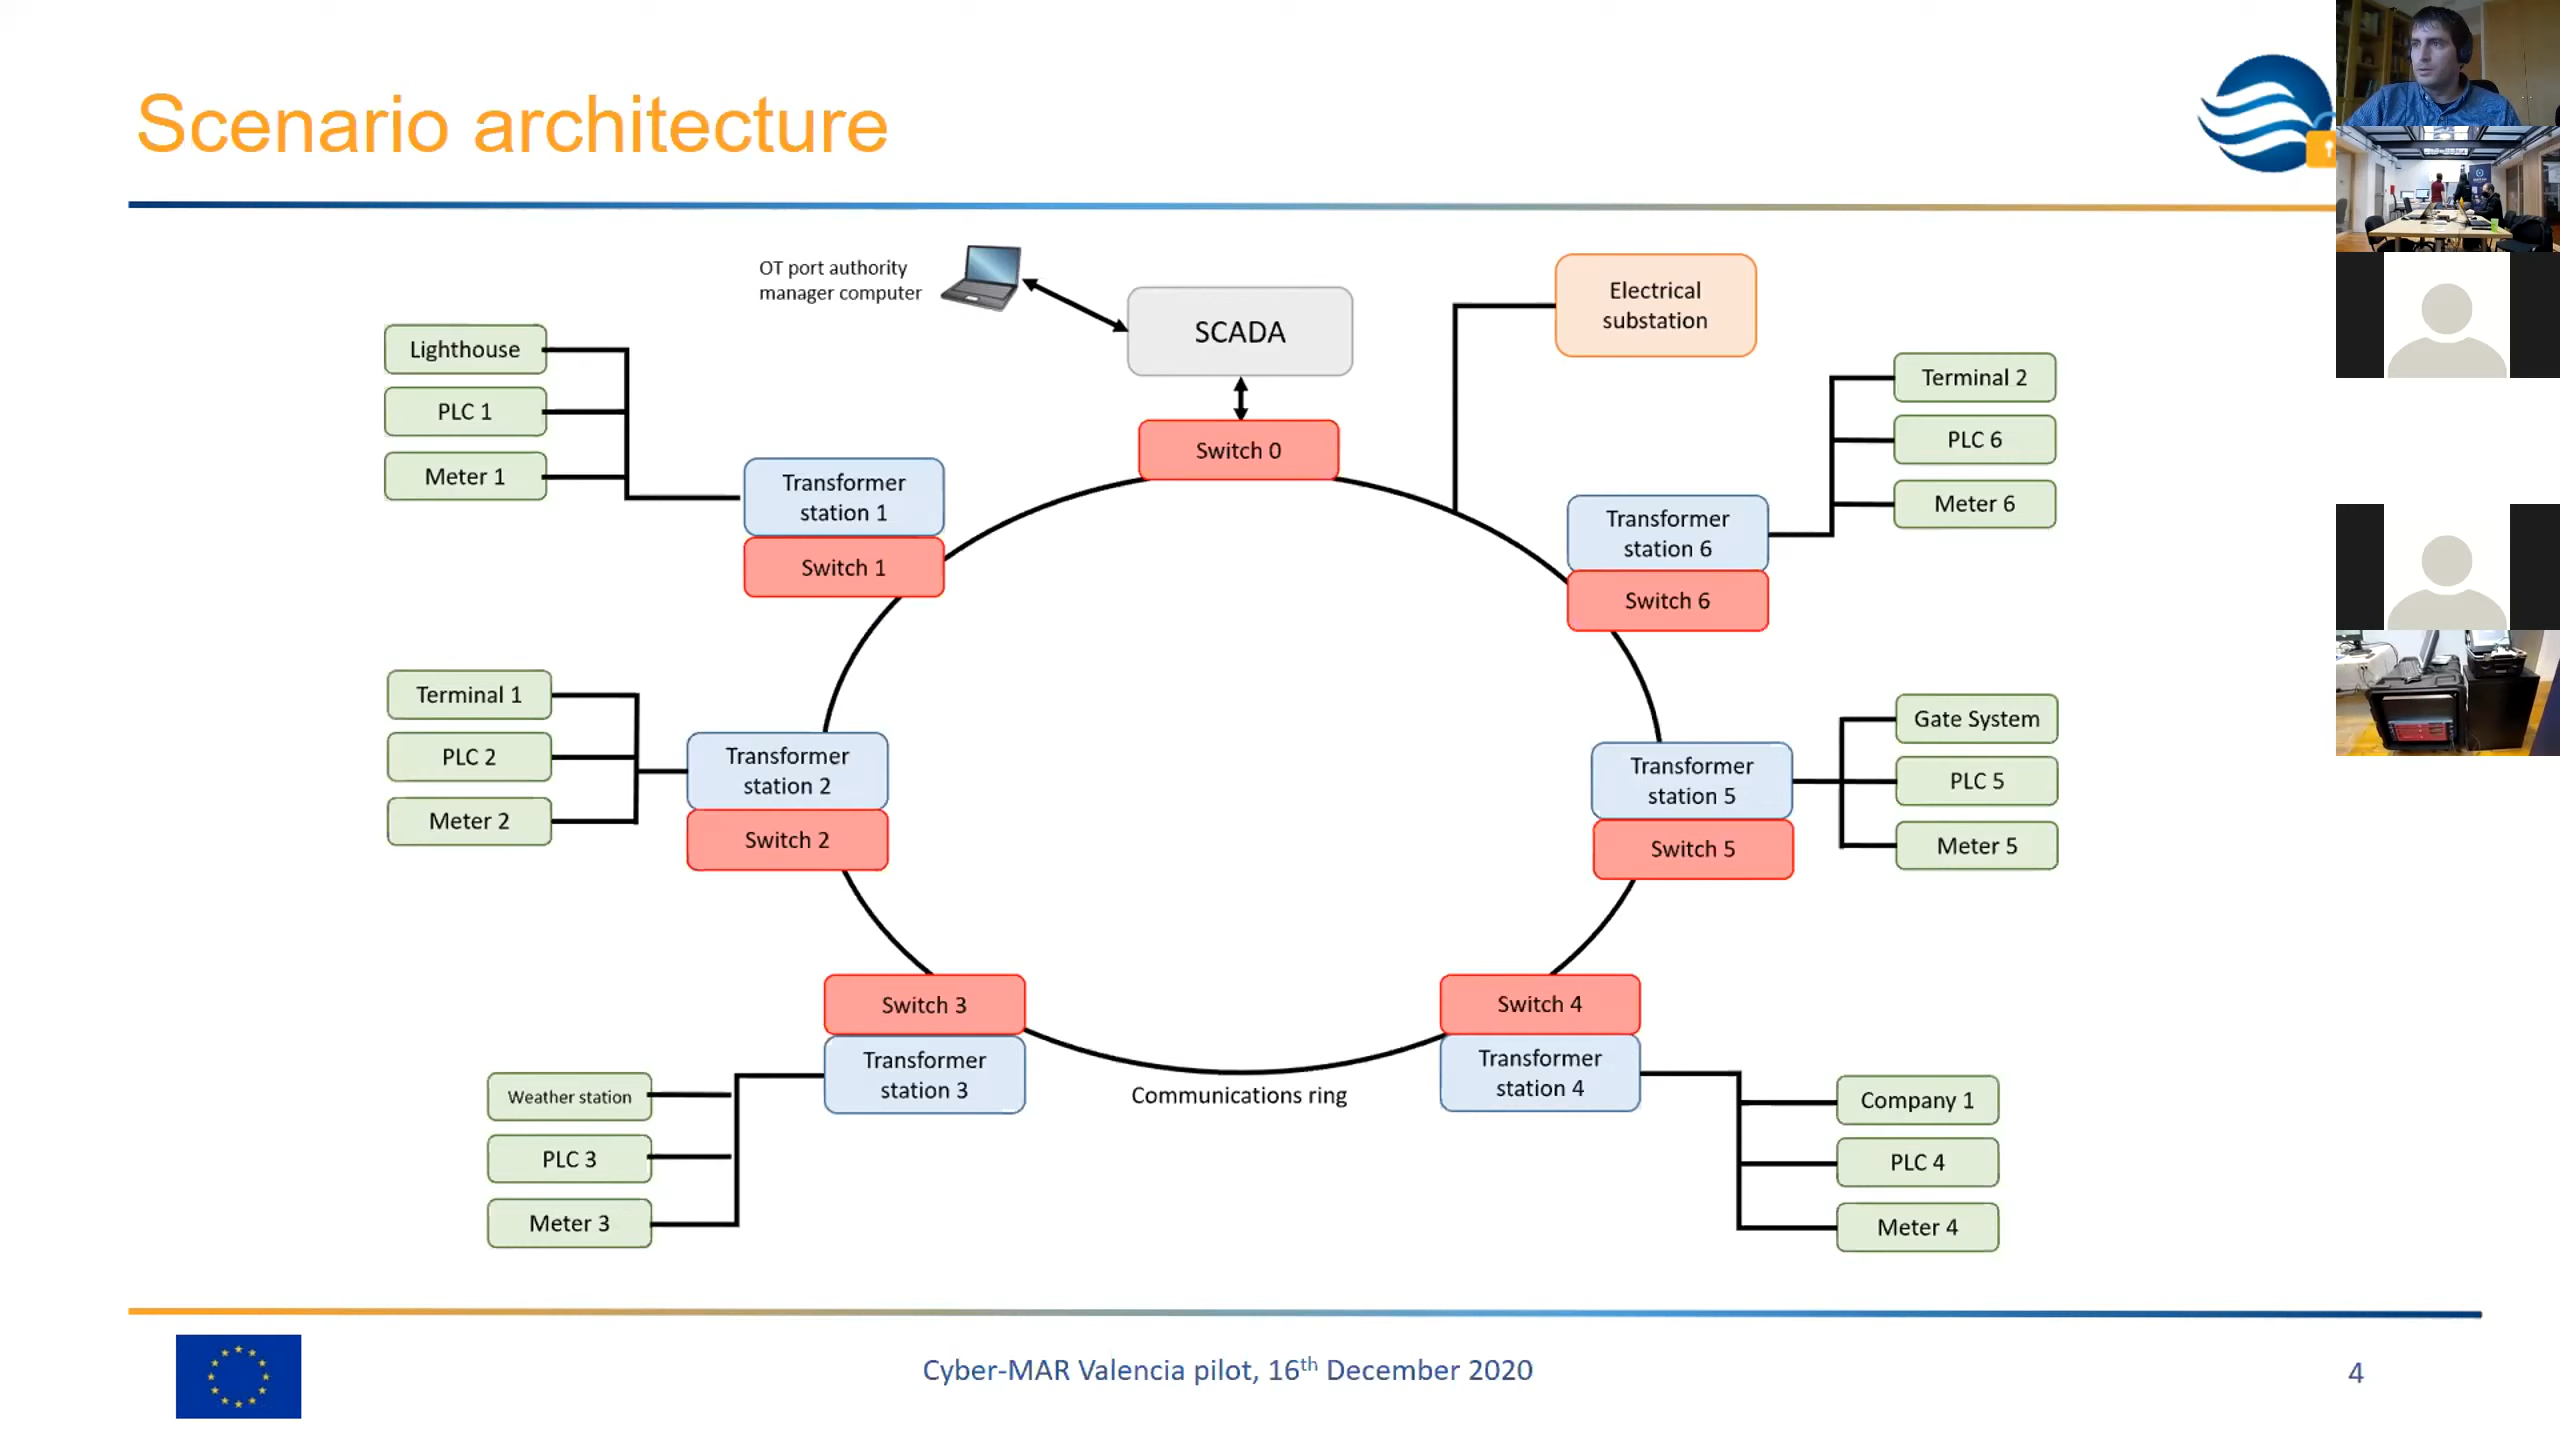 Scenario architecture
OT port authority
manager computer
SCADA
Electrical
substation
Switch 0
Lighthouse
PLC 1
Meter 1
Transformer
station 1
Switch 1
Terminal 2
PLC 6
Meter 6
Transformer
station 6
Switch 6
Terminal 1
PLC 2
Meter 2
Transformer
station 2
Switch 2
Gate System
PLC 5
Meter 5
Transformer
station 5
Switch 5
Switch 3
Transformer
station 3
Weather station
PLC 3
Meter 3
Communications ring
Switch 4
Transformer
station 4
Company 1
PLC 4
Meter 4
Cyber-MAR Valencia pilot, 16th December 2020
4